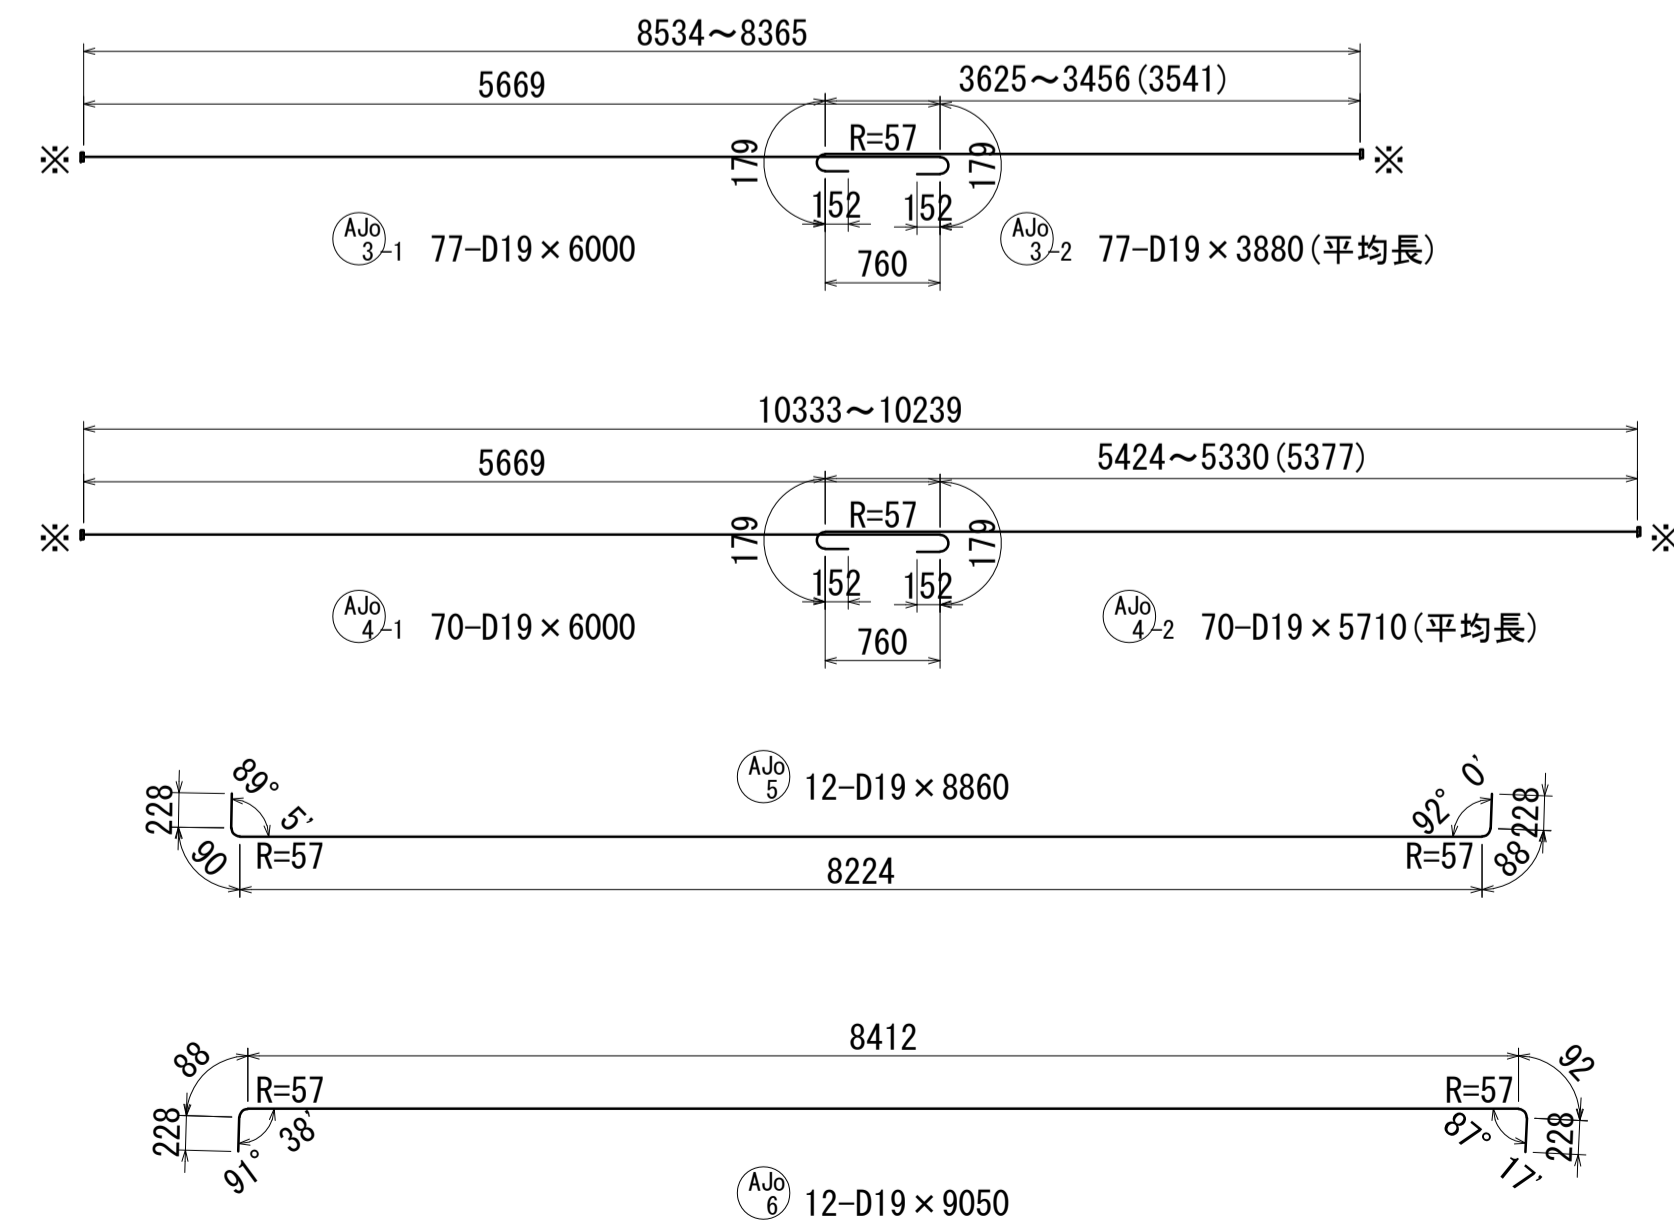 8534～8365
5669
3625～3456(3541)
※
179
R=57
179
※
152
152
AJo
3-1
77-D19×6000
760
AJo
3-2
77-D19×3880(平均長)
10333～10239
5669
5424～5330(5377)
※
179
R=57
179
※
152
152
AJo
4-1
70-D19×6000
760
AJo
4-2
70-D19×5710(平均長)
AJo
5
12-D19×8860
228
89° 5'
90
R=57
8224
92° 0'
R=57
88
228
8412
88
R=57
228
91° 38'
R=57
92
87° 17'
228
AJo
6
12-D19×9050